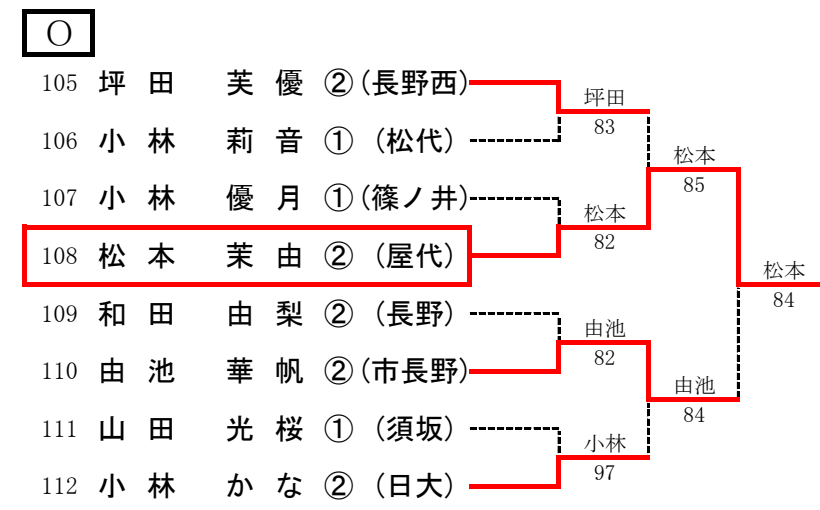 O
105 坪田 芙優 ② (長野西)
106 小林 莉音 ① (松代)
107 小林 優月 ① (篠ノ井)
108 松本 茉由 ② (屋代)
109 和田 由梨 ② (長野)
110 由池 華帆 ② (市長野)
111 山田 光桜 ① (須坂)
112 小林 かな ② (日大)
坪田
83
松本
82
由池
82
小林
97
松本
85
由池
84
松本
84